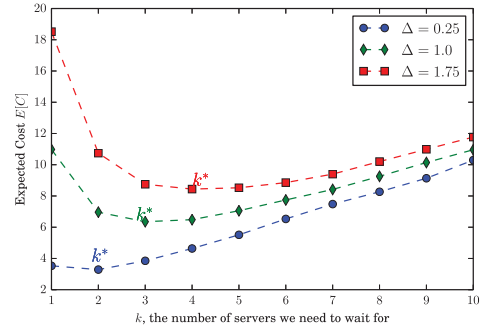 20
18
16
14
12
10
8
6
4
2
Expected Cost E[C]
Δ = 0.25
Δ = 1.0
Δ = 1.75
k*
k*
k*
1 2 3 4 5 6 7 8 9 10
k, the number of servers we need to wait for